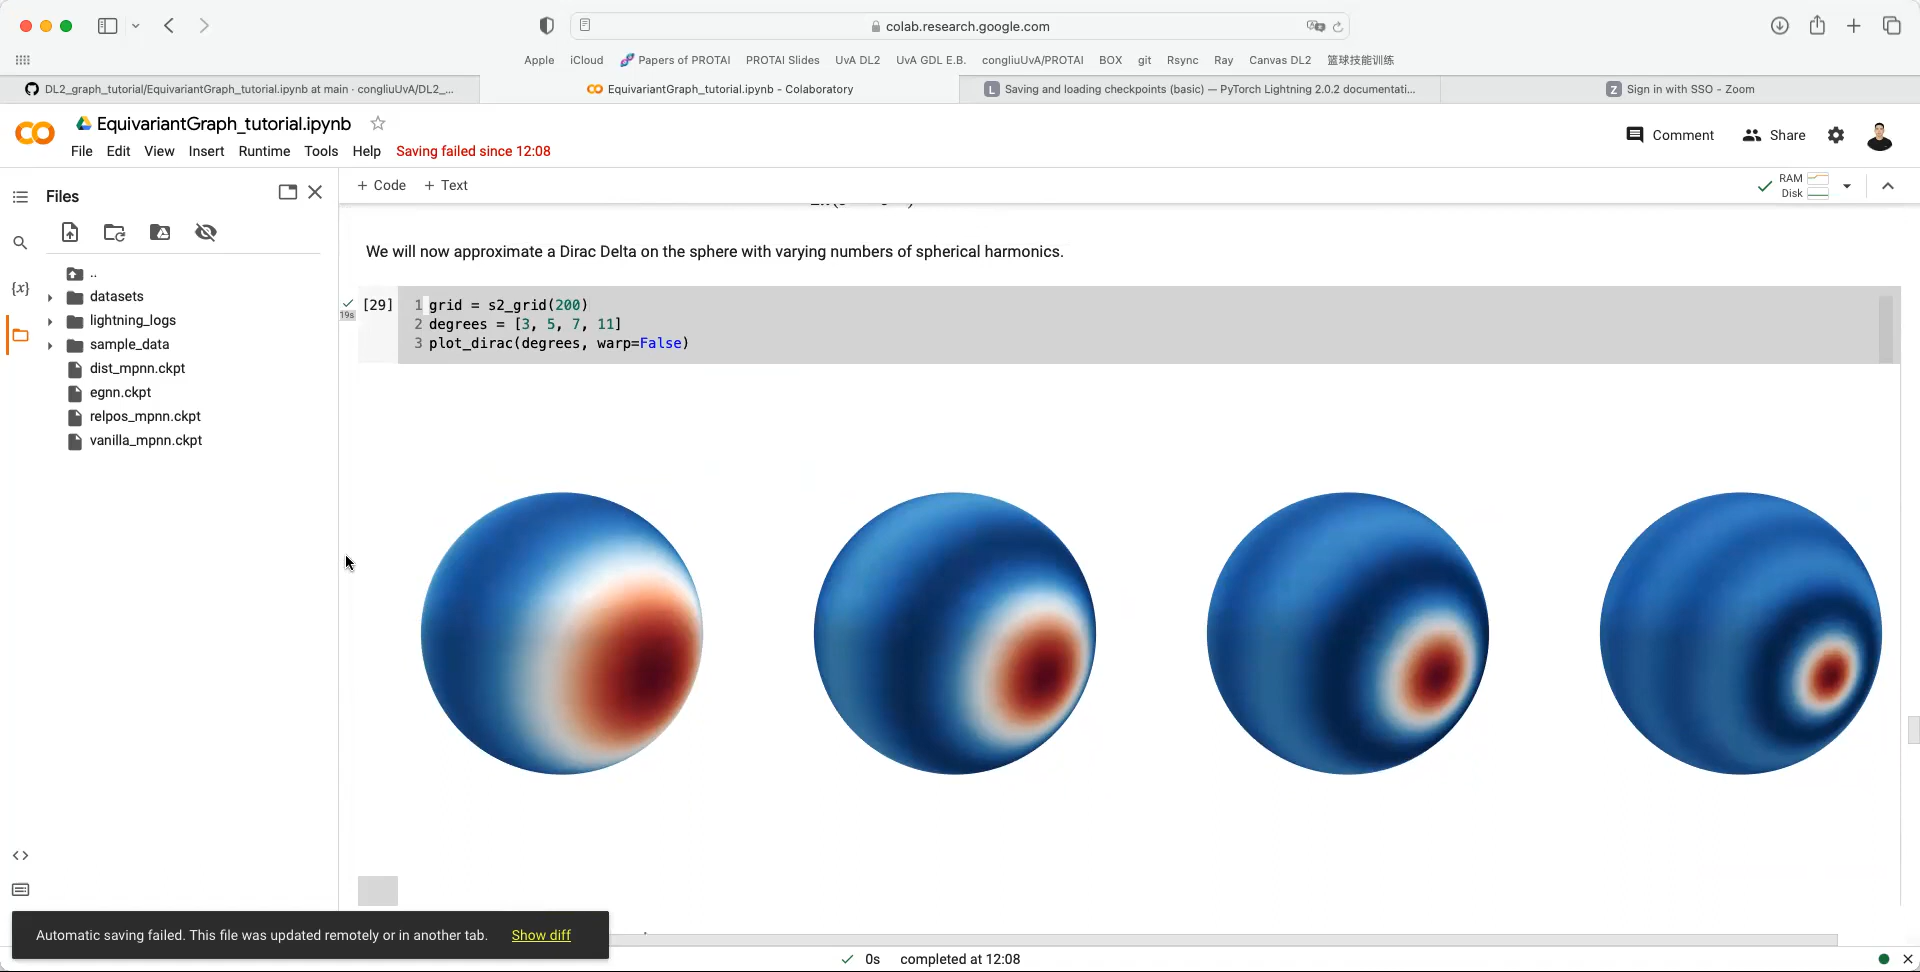 colab.research.google.com
Apple iCloud Papers of PROTAI PROTAI Slides UvA DL2 UvA GDL E.B. congliuUvA/PROTAI BOX git Rsync Ray Canvas DL2 篮球技能训练
DL2_graph_tutorial/EquivariantGraph_tutorial.ipynb at main · congliuUvA/DL2_...
EquivariantGraph_tutorial.ipynb - Colaboratory
L Saving and loading checkpoints (basic) — PyTorch Lightning 2.0.2 documentati...
Z Sign in with SSO - Zoom
EquivariantGraph_tutorial.ipynb
Comment Share
File Edit View Insert Runtime Tools Help Saving failed since 12:08
Files
+ Code + Text
RAM
Disk
{x}
..
datasets
lightning_logs
sample_data
dist_mpnn.ckpt
egnn.ckpt
relpos_mpnn.ckpt
vanilla_mpnn.ckpt
We will now approximate a Dirac Delta on the sphere with varying numbers of spherical harmonics.
[29] 1 grid = s2_grid(200)
19s
2 degrees = [3, 5, 7, 11]
3 plot_dirac(degrees, warp=False)
Automatic saving failed. This file was updated remotely or in another tab. Show diff
0s completed at 12:08